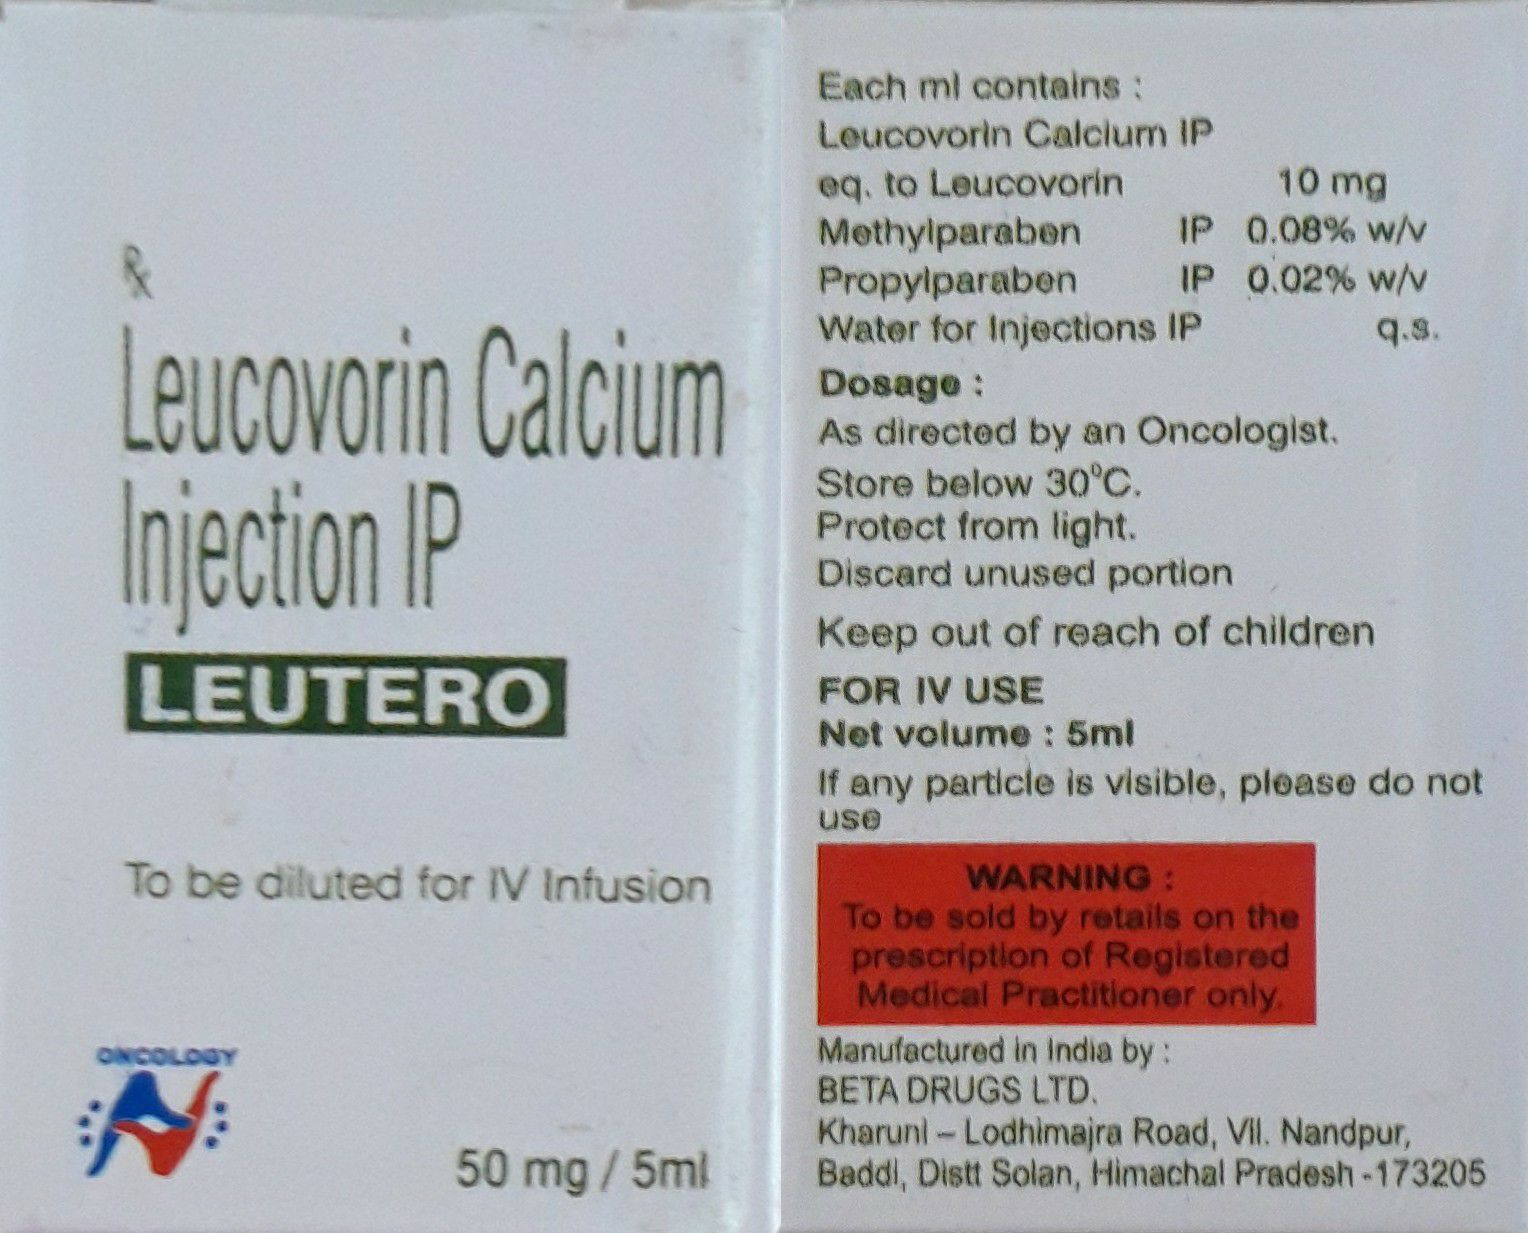 Rx
Leucovorin Calcium
Injection IP
LEUTERO
To be diluted for IV Infusion
ONCOLOGY
50 mg / 5ml
Each ml contains :
Leucovorin Calcium IP
eq. to Leucovorin 10 mg
Methylparaben IP 0.08% w/v
Propylparaben IP 0.02% w/v
Water for Injections IP q.s.
Dosage :
As directed by an Oncologist.
Store below 30°C.
Protect from light.
Discard unused portion
Keep out of reach of children
FOR IV USE
Net volume : 5ml
If any particle is visible, please do not
use
WARNING :
To be sold by retails on the
prescription of Registered
Medical Practitioner only.
Manufactured in India by :
BETA DRUGS LTD.
Kharuni – Lodhimajra Road, Vil. Nandpur,
Baddi, Distt Solan, Himachal Pradesh -173205